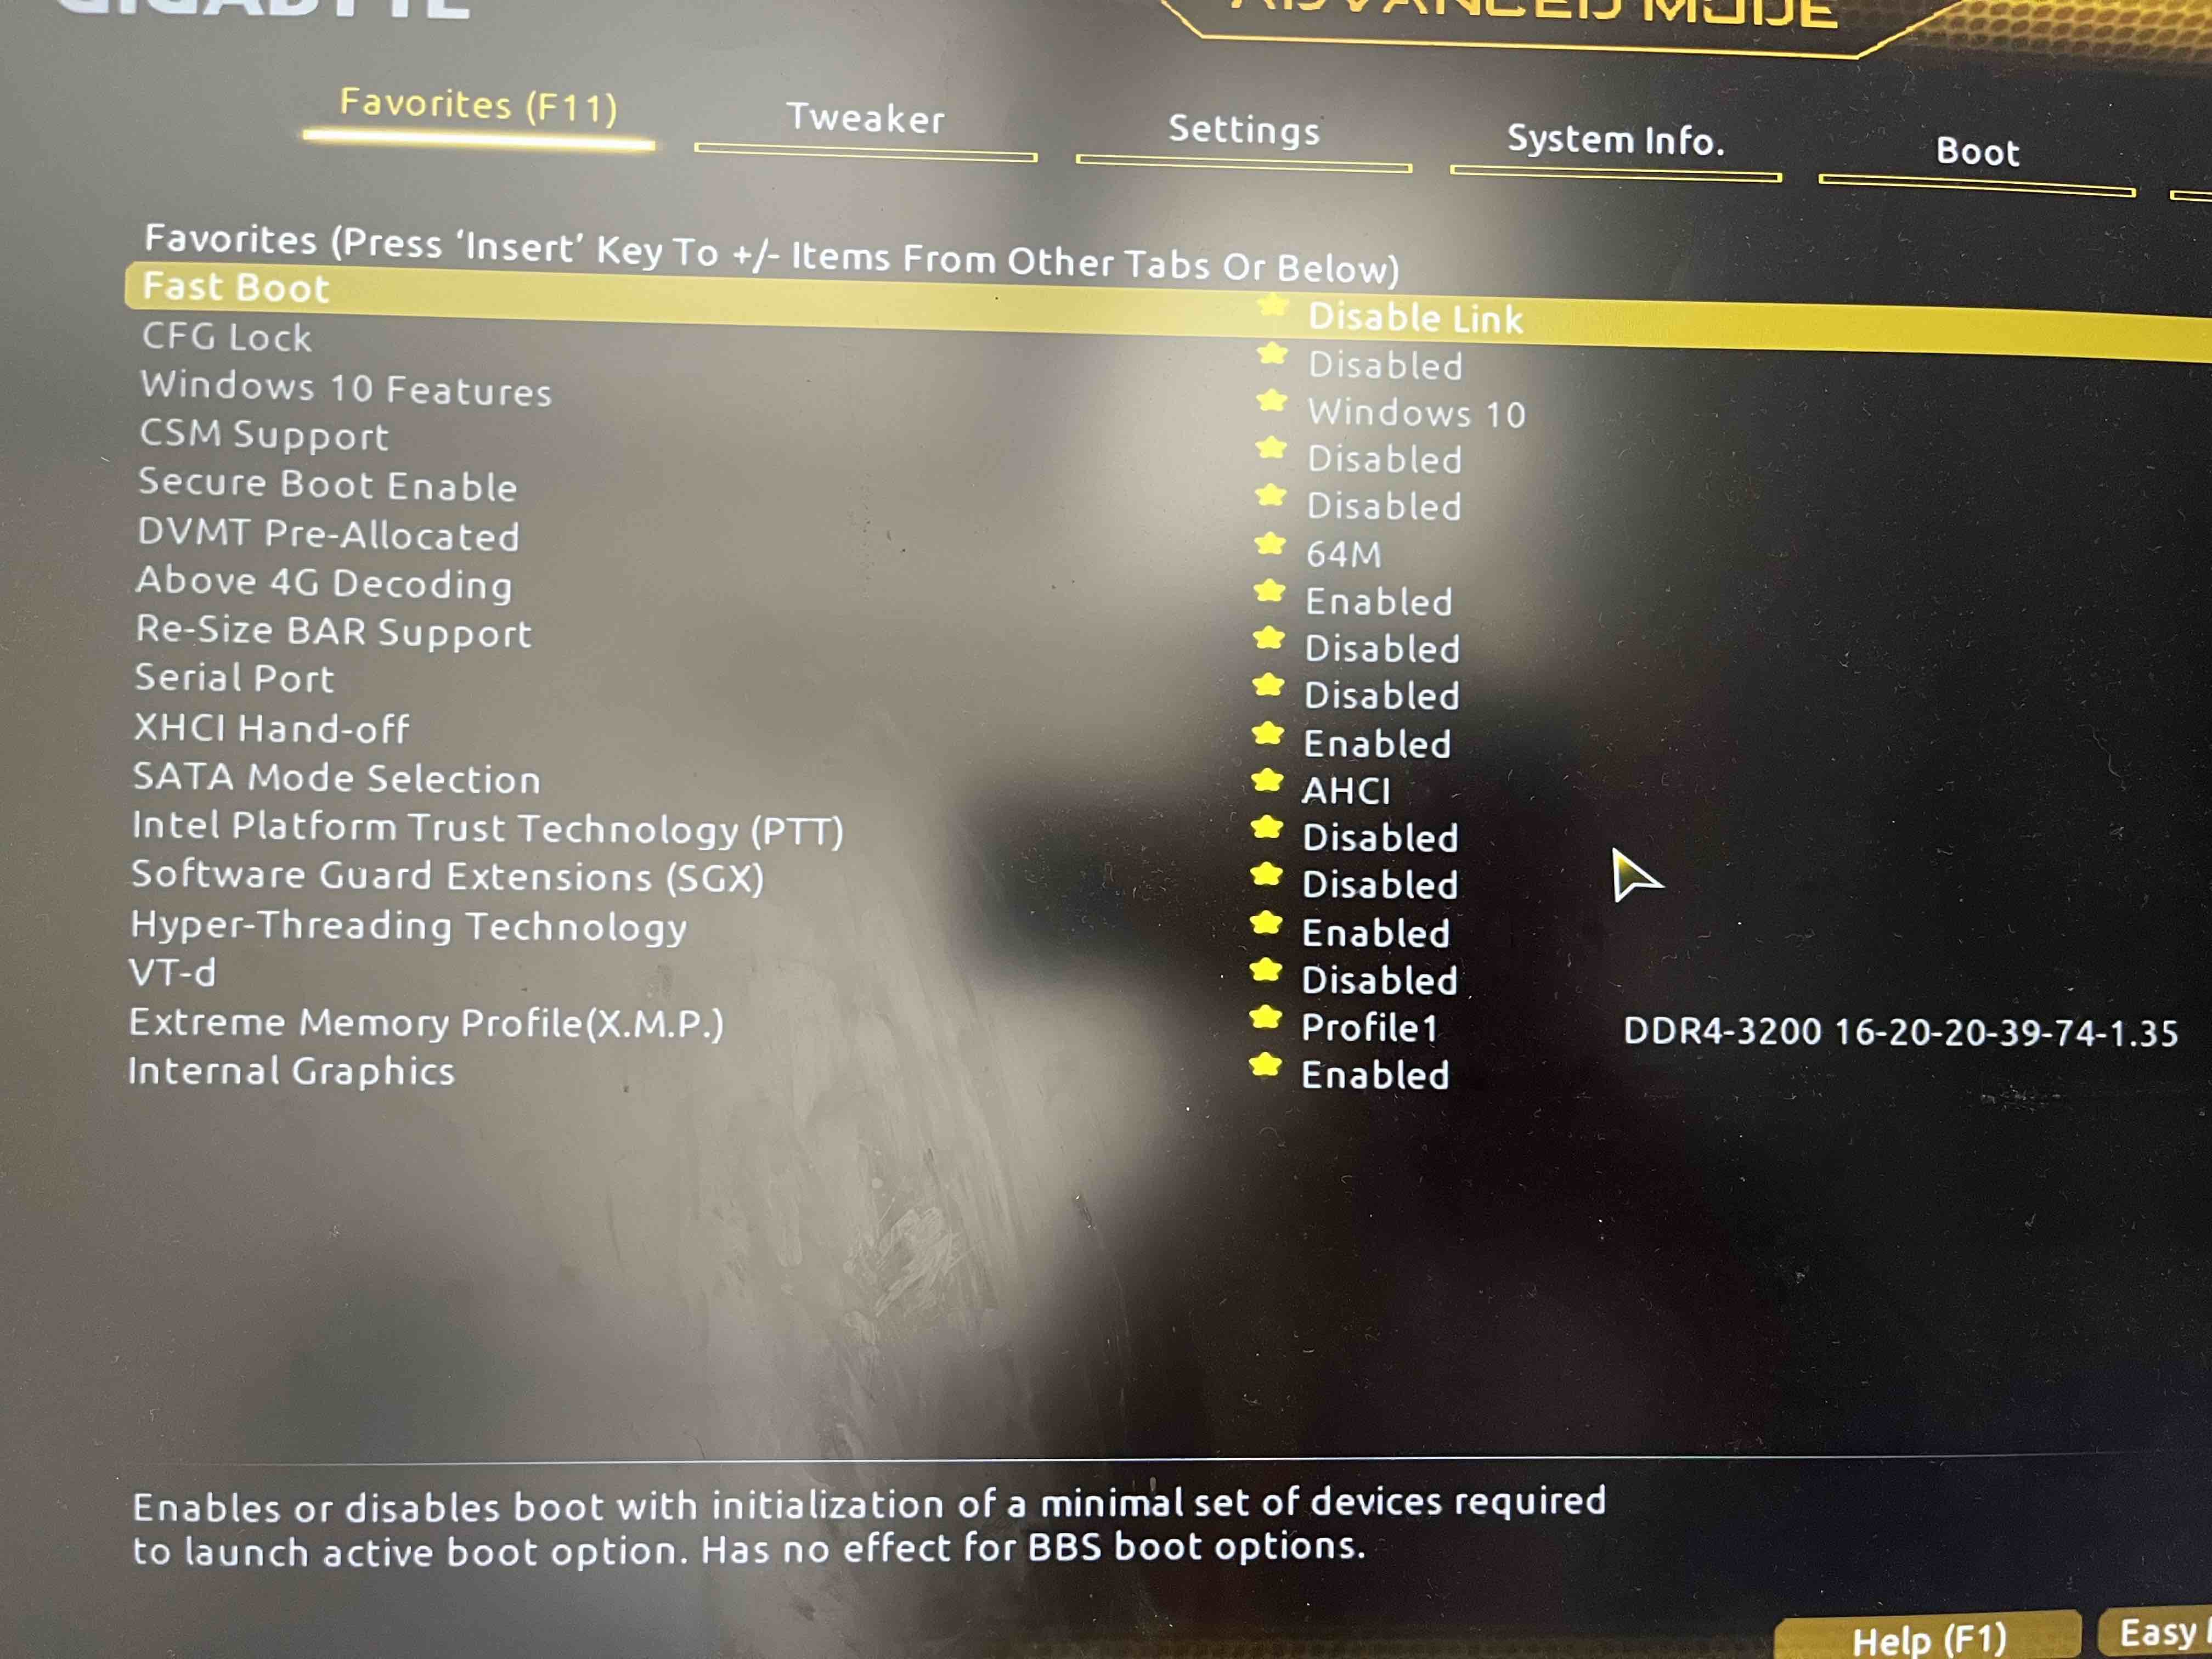 GIGABYTE
ADVANCED MODE
Favorites (F11)
Tweaker
Settings
System Info.
Boot
Favorites (Press ‘Insert’ Key To +/- Items From Other Tabs Or Below)
Fast Boot Disable Link
CFG Lock Disabled
Windows 10 Features Windows 10
CSM Support Disabled
Secure Boot Enable Disabled
DVMT Pre-Allocated 64M
Above 4G Decoding Enabled
Re-Size BAR Support Disabled
Serial Port Disabled
XHCI Hand-off Enabled
SATA Mode Selection AHCI
Intel Platform Trust Technology (PTT) Disabled
Software Guard Extensions (SGX) Disabled
Hyper-Threading Technology Enabled
VT-d Disabled
Extreme Memory Profile(X.M.P.) Profile1 DDR4-3200 16-20-20-39-74-1.35
Internal Graphics Enabled
Enables or disables boot with initialization of a minimal set of devices required
to launch active boot option. Has no effect for BBS boot options.
Help (F1)
Easy